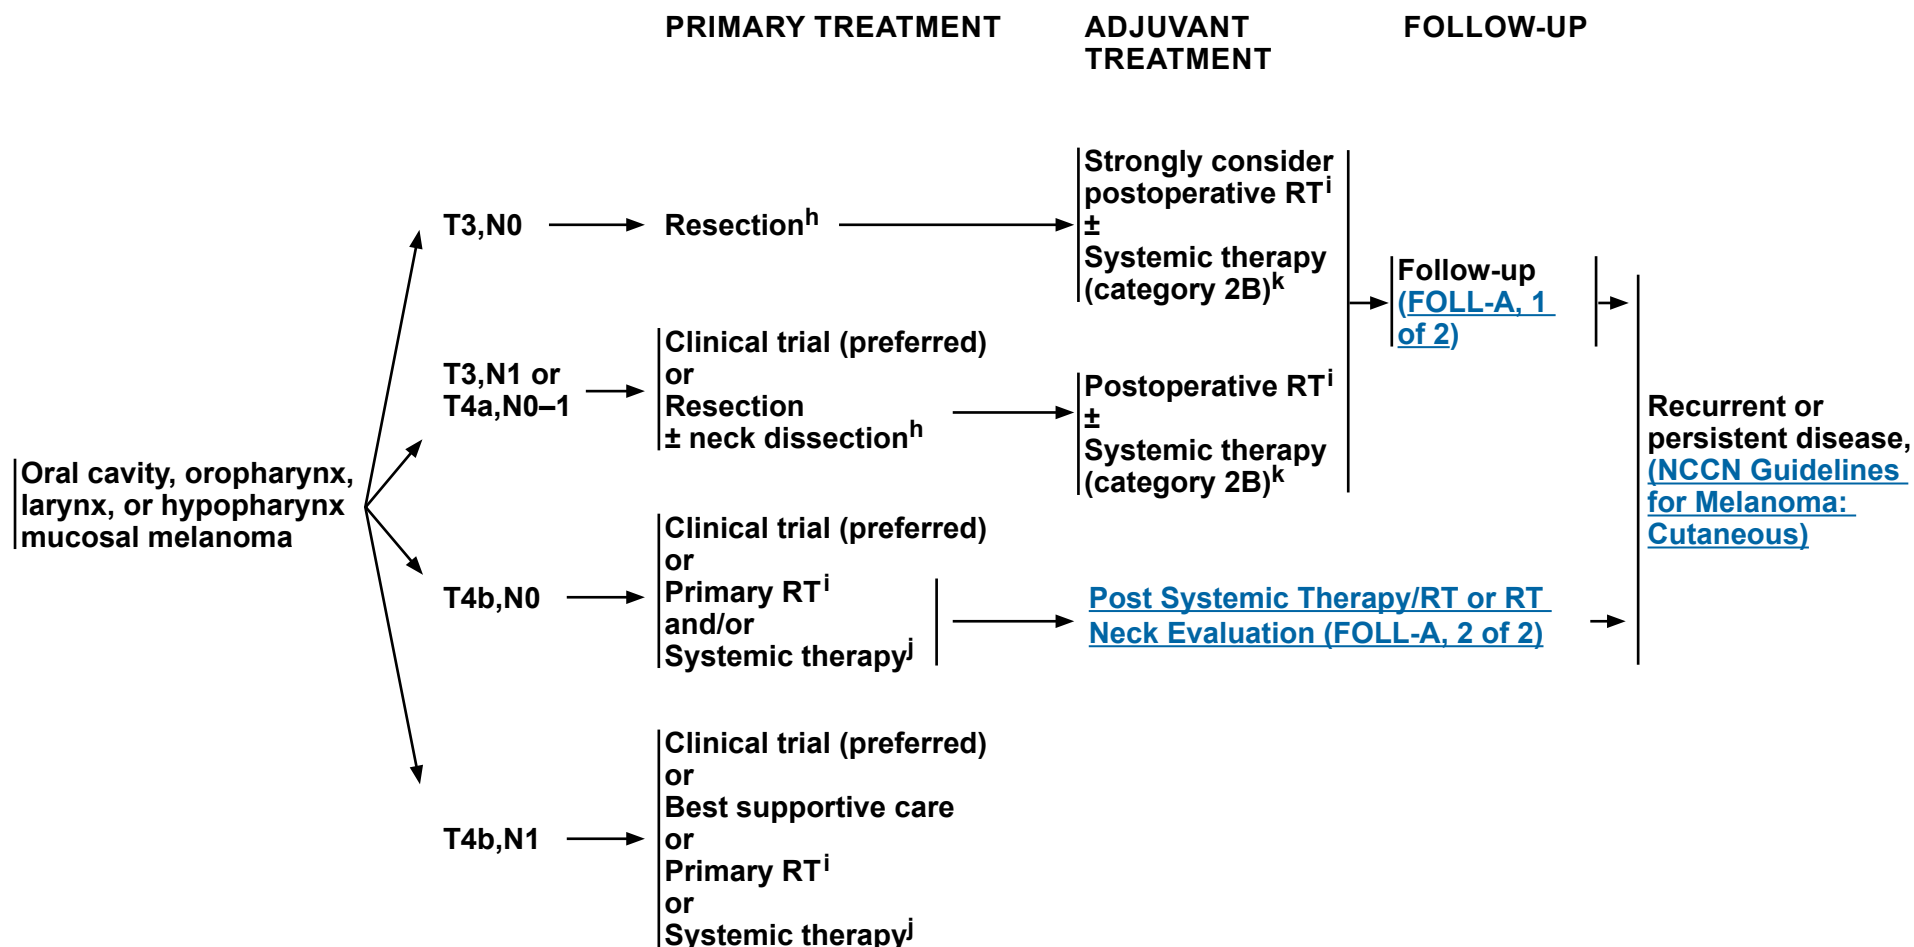 PRIMARY TREATMENT
ADJUVANT
TREATMENT
FOLLOW-UP
Oral cavity, oropharynx,
larynx, or hypopharynx
mucosal melanoma
T3,N0
Resectionʰ
Strongly consider
postoperative RTⁱ
±
Systemic therapy
(category 2B)ᵏ
T3,N1 or
T4a,N0–1
Clinical trial (preferred)
or
Resection
± neck dissectionʰ
Postoperative RTⁱ
±
Systemic therapy
(category 2B)ᵏ
Follow-up
(FOLL-A, 1
of 2)
T4b,N0
Clinical trial (preferred)
or
Primary RTⁱ
and/or
Systemic therapyʲ
Post Systemic Therapy/RT or RT
Neck Evaluation (FOLL-A, 2 of 2)
Recurrent or
persistent disease,
(NCCN Guidelines
for Melanoma:
Cutaneous)
T4b,N1
Clinical trial (preferred)
or
Best supportive care
or
Primary RTⁱ
or
Systemic therapyʲ